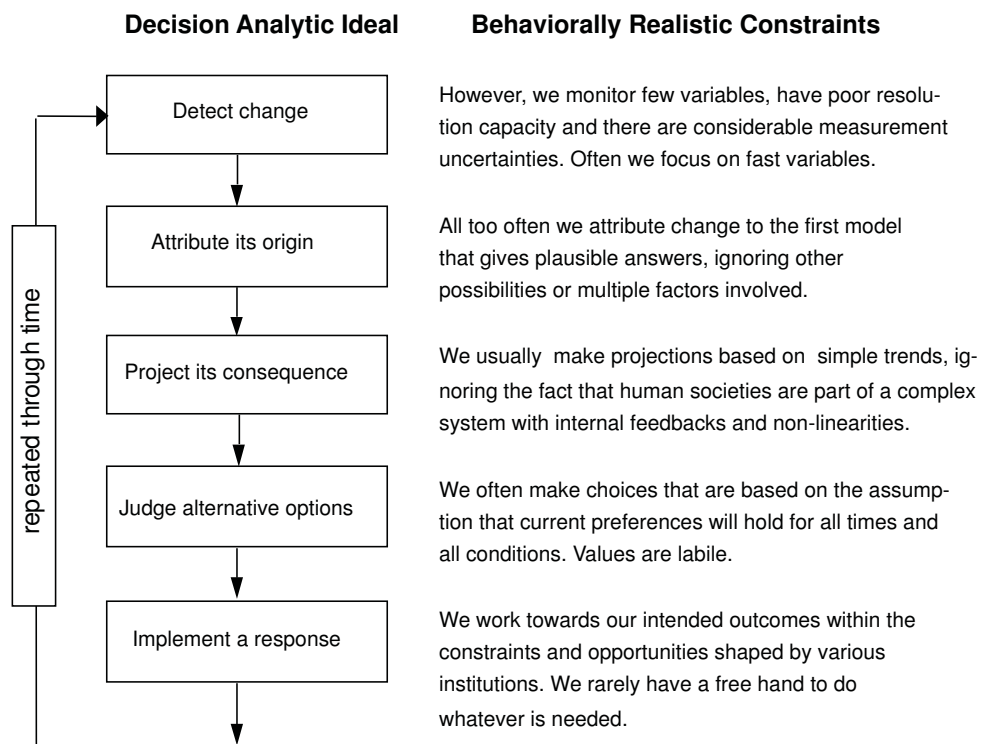 Decision Analytic Ideal
Behaviorally Realistic Constraints
Detect change
However, we monitor few variables, have poor resolu-
tion capacity and there are considerable measurement
uncertainties. Often we focus on fast variables.
Attribute its origin
All too often we attribute change to the first model
that gives plausible answers, ignoring other
possibilities or multiple factors involved.
Project its consequence
We usually make projections based on simple trends, ig-
noring the fact that human societies are part of a complex
system with internal feedbacks and non-linearities.
Judge alternative options
We often make choices that are based on the assump-
tion that current preferences will hold for all times and
all conditions. Values are labile.
Implement a response
We work towards our intended outcomes within the
constraints and opportunities shaped by various
institutions. We rarely have a free hand to do
whatever is needed.
repeated through time